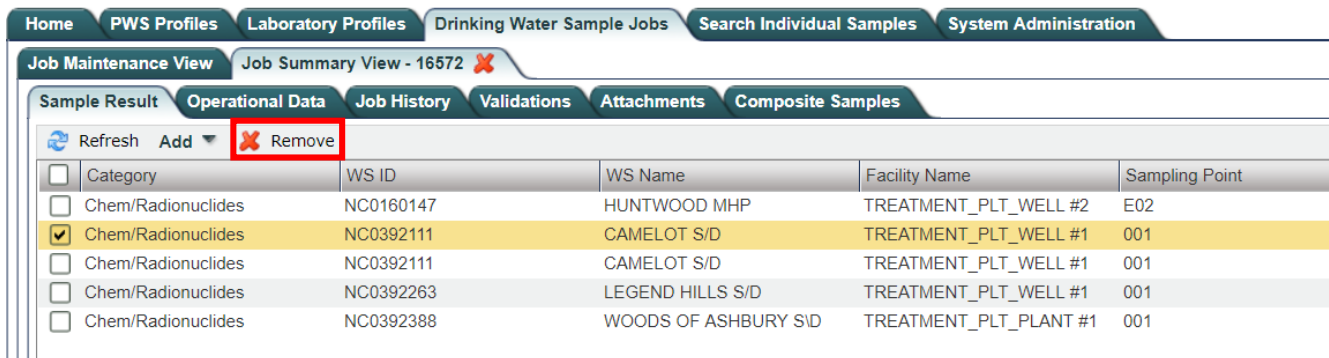 Home PWS Profiles Laboratory Profiles Drinking Water Sample Jobs Search Individual Samples System Administration
Job Maintenance View Job Summary View - 16572
Sample Result Operational Data Job History Validations Attachments Composite Samples
Refresh Add Remove
Category WS ID WS Name Facility Name Sampling Point
Chem/Radionuclides NC0160147 HUNTWOOD MHP TREATMENT_PLT_WELL #2 E02
Chem/Radionuclides NC0392111 CAMELOT S/D TREATMENT_PLT_WELL #1 001
Chem/Radionuclides NC0392111 CAMELOT S/D TREATMENT_PLT_WELL #1 001
Chem/Radionuclides NC0392263 LEGEND HILLS S/D TREATMENT_PLT_WELL #1 001
Chem/Radionuclides NC0392388 WOODS OF ASHBURY S\D TREATMENT_PLT_PLANT #1 001